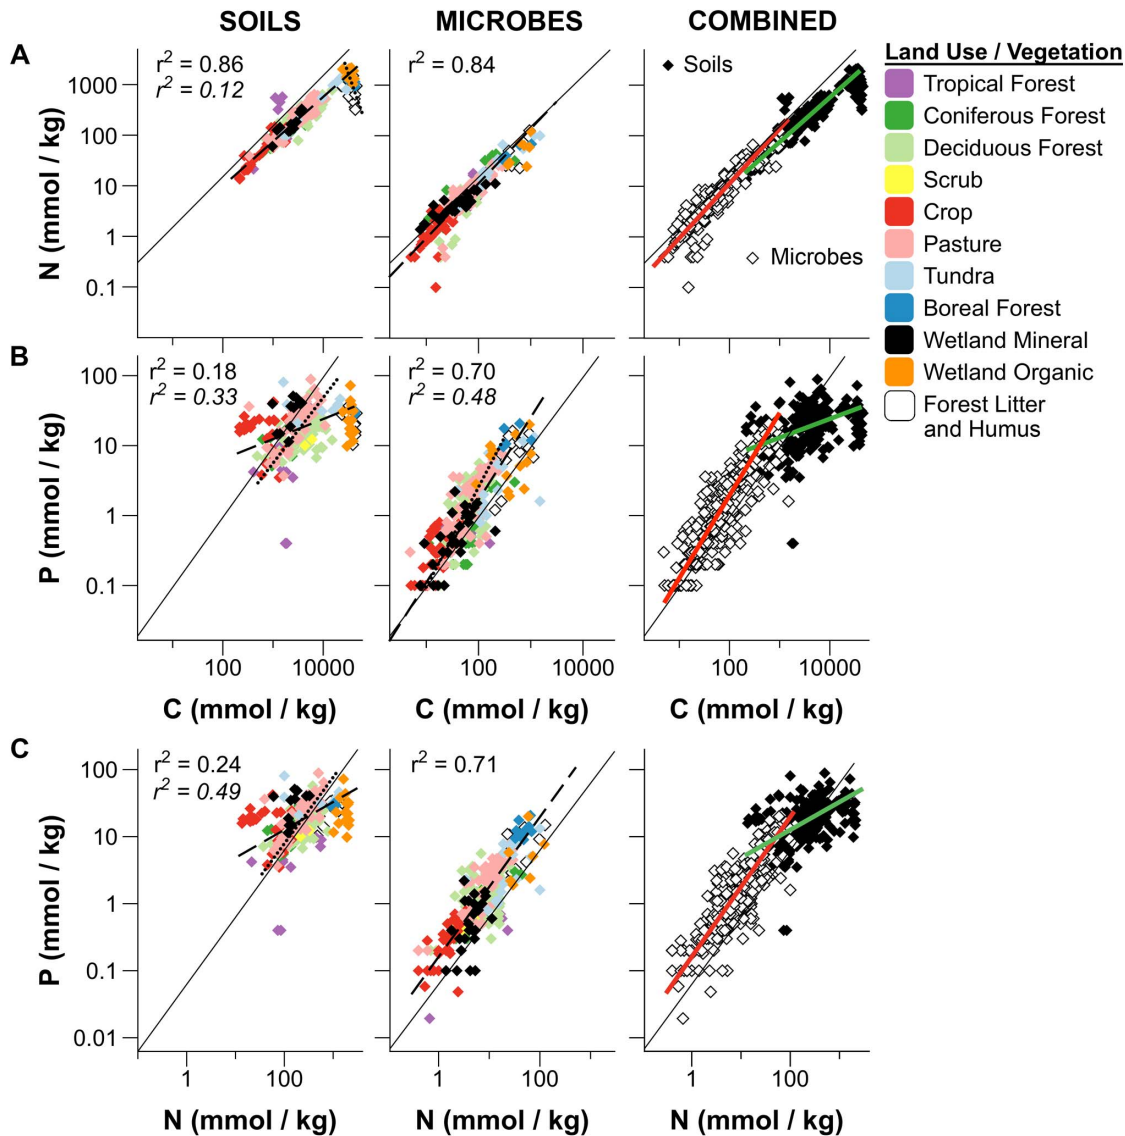 SOILS
MICROBES
COMBINED
A
N (mmol / kg)
1000
100
10
1
0.1
r² = 0.86
r² = 0.12
r² = 0.84
Soils
Microbes
Land Use / Vegetation
Tropical Forest
Coniferous Forest
Deciduous Forest
Scrub
Crop
Pasture
Tundra
Boreal Forest
Wetland Mineral
Wetland Organic
Forest Litter
and Humus
B
P (mmol / kg)
100
10
1
0.1
r² = 0.18
r² = 0.33
r² = 0.70
r² = 0.48
100 10000
100 10000
100 10000
C (mmol / kg)
C (mmol / kg)
C (mmol / kg)
C
P (mmol / kg)
100
10
1
0.1
0.01
r² = 0.24
r² = 0.49
r² = 0.71
1 100
1 100
1 100
N (mmol / kg)
N (mmol / kg)
N (mmol / kg)